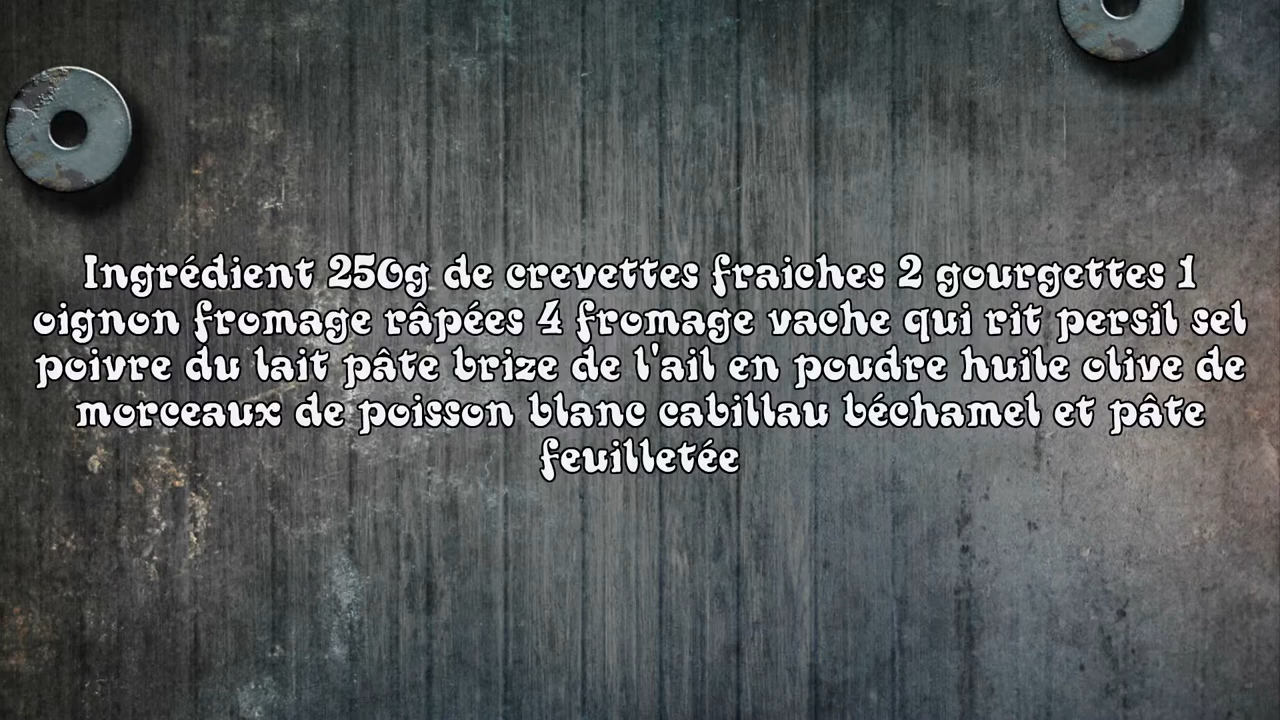 Ingrédient 250g de crevettes fraiches 2 gourgettes 1
oignon fromage râpées 4 fromage vache qui rit persil sel
poivre du lait pâte brize de l'ail en poudre huile olive de
morceaux de poisson blanc cabillau béchamel et pâte
feuilletée